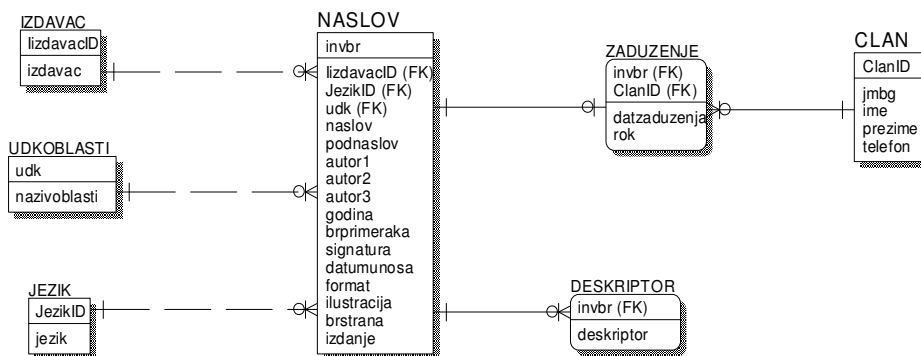 IZDAVAC
IizdavacID
izdavac
UDKOBLASTI
udk
nazivoblasti
JEZIK
JezikID
jezik
NASLOV
invbr
IizdavacID (FK)
JezikID (FK)
udk (FK)
naslov
podnaslov
autor1
autor2
autor3
godina
brprimeraka
signatura
datumunosa
format
ilustracija
brstrana
izdanje
ZADUZENJE
invbr (FK)
ClanID (FK)
datzaduzenja
rok
DESKRIPTOR
invbr (FK)
deskriptor
CLAN
ClanID
jmbg
ime
prezime
telefon